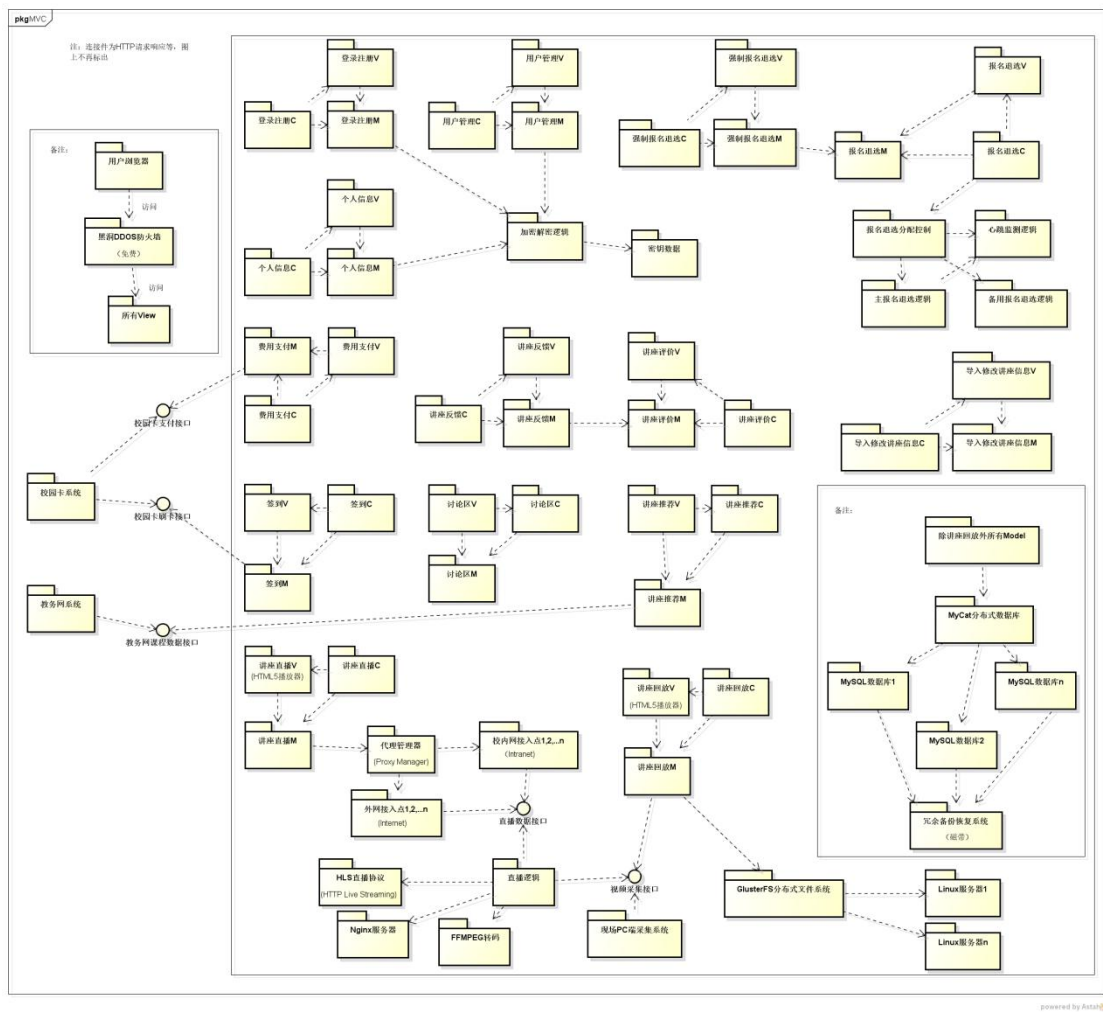 pkg MVC
注：连接件为HTTP请求响应等，图
上不再标出
备注：
用户浏览器
访问
黑洞DDOS防火墙
（免费）
访问
所有View
登录注册V
登录注册C
登录注册M
用户管理V
用户管理C
用户管理M
强制报名退选V
强制报名退选C
强制报名退选M
报名退选V
报名退选M
报名退选C
个人信息V
个人信息C
个人信息M
加密解密逻辑
密钥数据
报名退选分配控制
心跳监测逻辑
主报名退选逻辑
备用报名退选逻辑
费用支付M
费用支付V
费用支付C
讲座反馈V
讲座反馈C
讲座反馈M
讲座评价V
讲座评价M
讲座评价C
导入修改讲座信息V
导入修改讲座信息C
导入修改讲座信息M
校园卡支付接口
校园卡系统
校园卡刷卡接口
签到V
签到C
签到M
讨论区V
讨论区C
讨论区M
讲座推荐V
讲座推荐C
讲座推荐M
教务网系统
教务网课程数据接口
备注：
除讲座回放外所有Model
MyCat分布式数据库
MySQL数据库1
MySQL数据库n
MySQL数据库2
冗余备份恢复系统
（磁带）
讲座直播V
(HTML5播放器)
讲座直播C
讲座直播M
代理管理器
(Proxy Manager)
校内网接入点1,2,...n
(Intranet)
外网接入点1,2,...n
(Internet)
直播数据接口
讲座回放V
(HTML5播放器)
讲座回放C
讲座回放M
HLS直播协议
(HTTP Live Streaming)
直播逻辑
视频采集接口
Nginx服务器
FFMPEG转码
现场PC端采集系统
GlusterFS分布式文件系统
Linux服务器1
Linux服务器n
powered by Astah